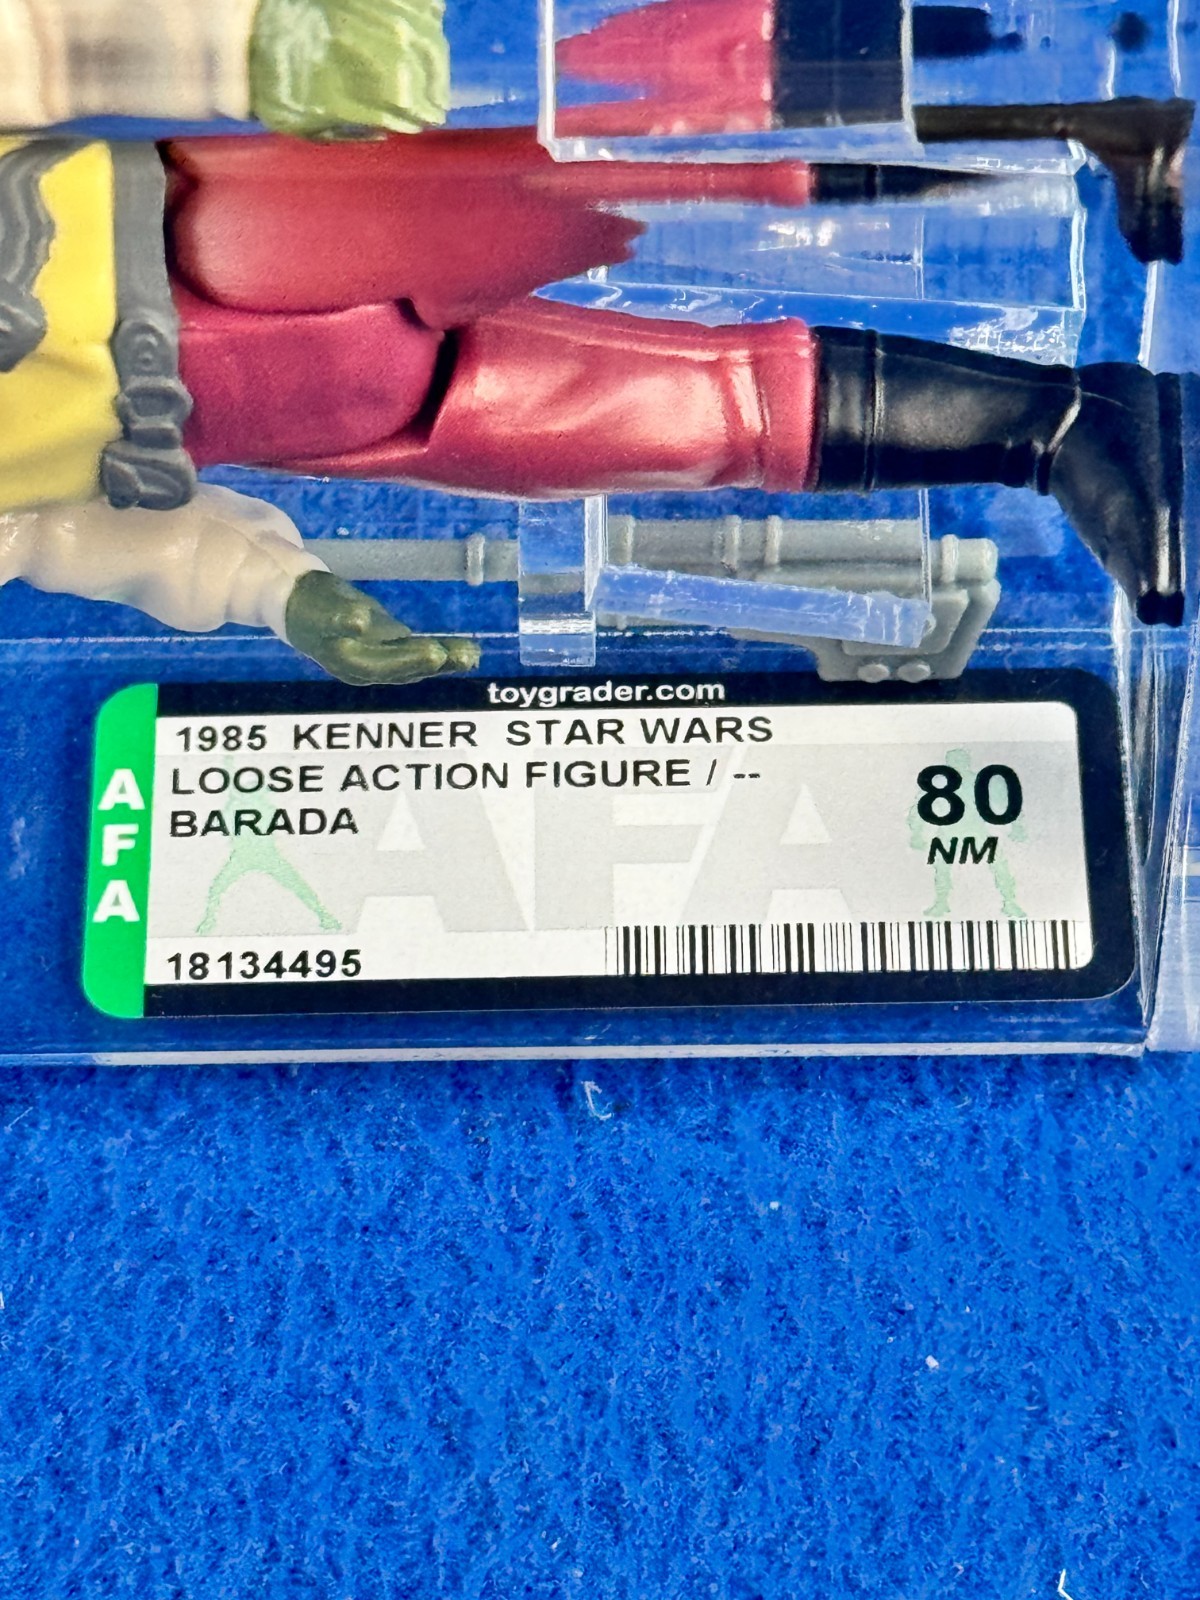 toygrader.com
1985 KENNER STAR WARS
LOOSE ACTION FIGURE / --
BARADA
80
NM
AFA
18134495